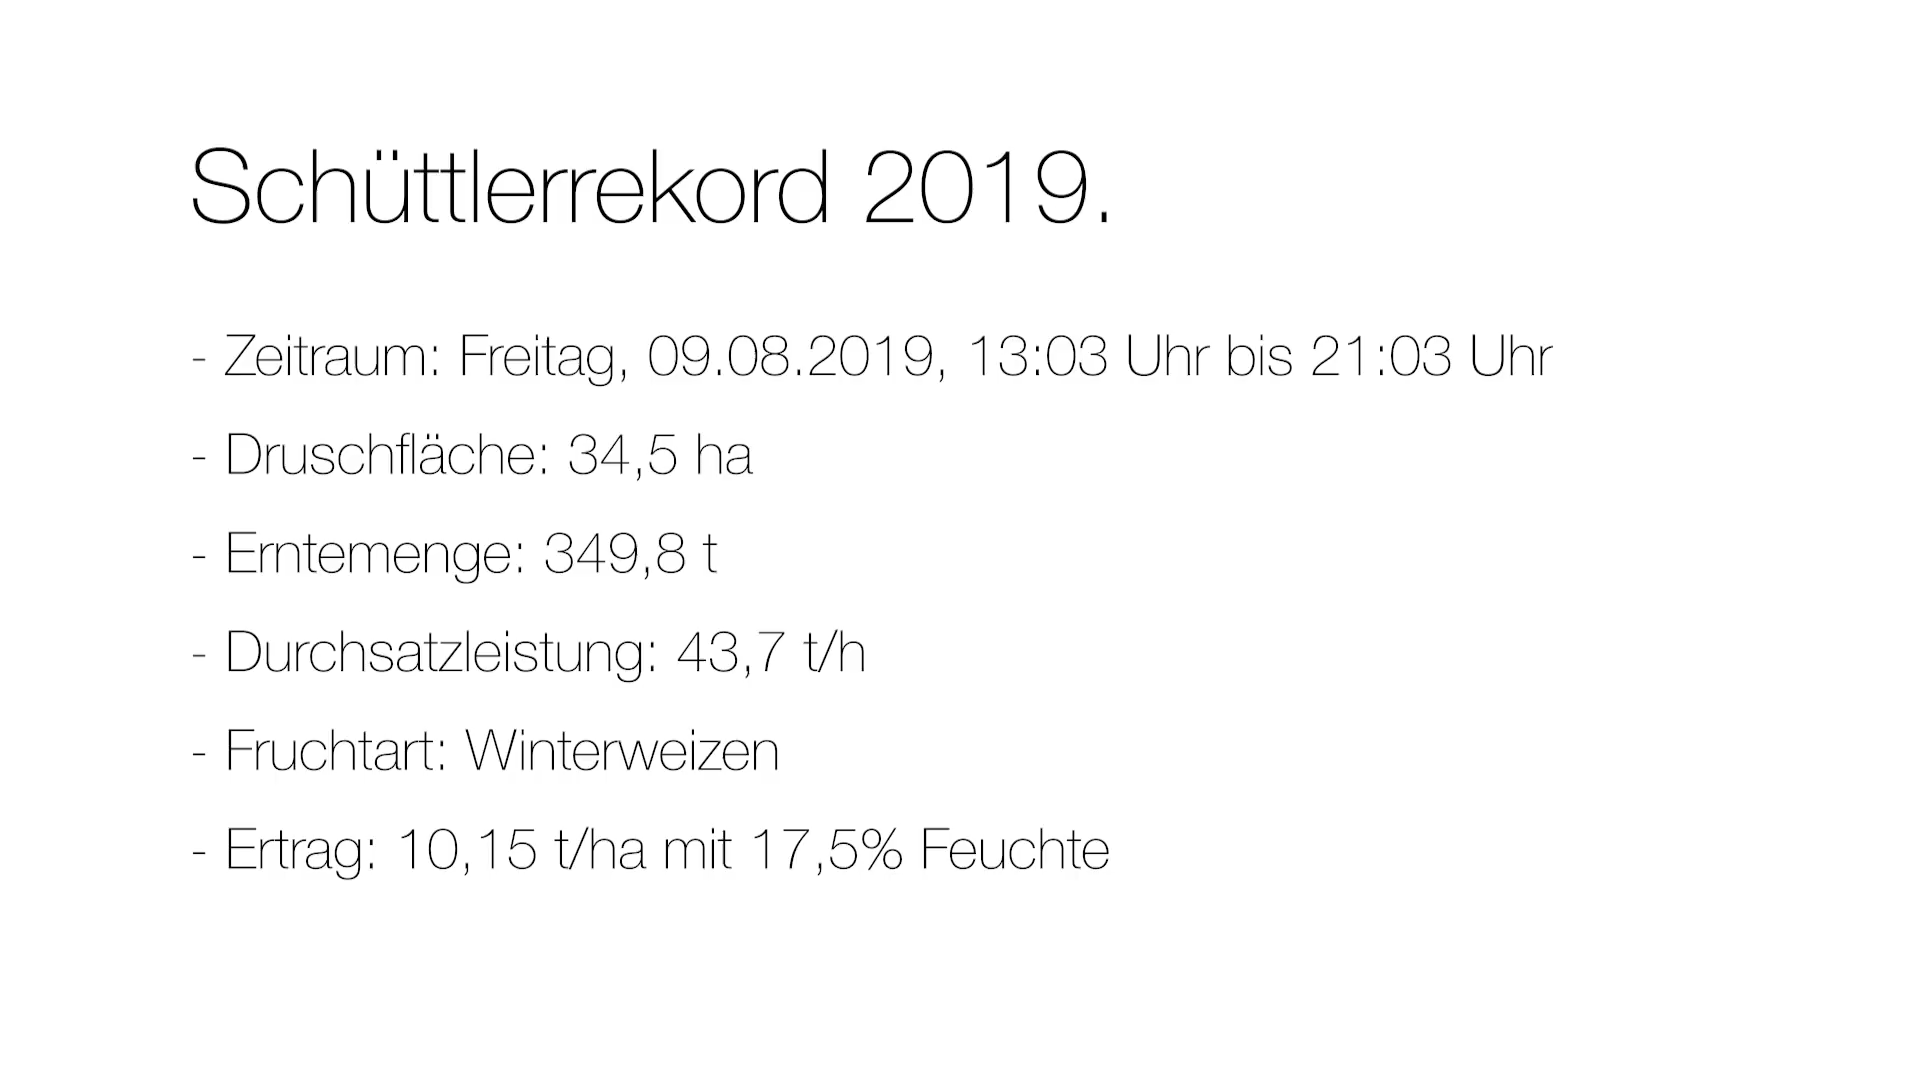 Schüttlerrekord 2019.
- Zeitraum: Freitag, 09.08.2019, 13:03 Uhr bis 21:03 Uhr
- Druschfläche: 34,5 ha
- Erntemenge: 349,8 t
- Durchsatzleistung: 43,7 t/h
- Fruchtart: Winterweizen
- Ertrag: 10,15 t/ha mit 17,5% Feuchte